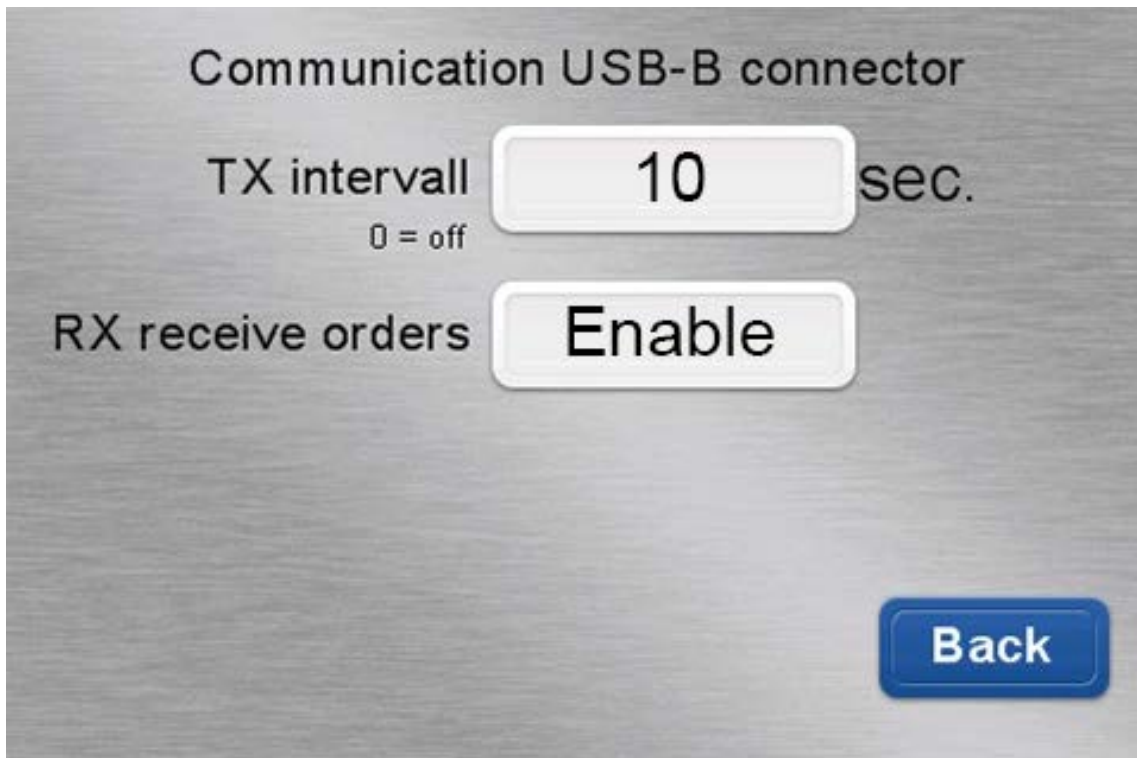 Communication USB-B connector
TX intervall 10 sec.
0 = off
RX receive orders Enable
Back